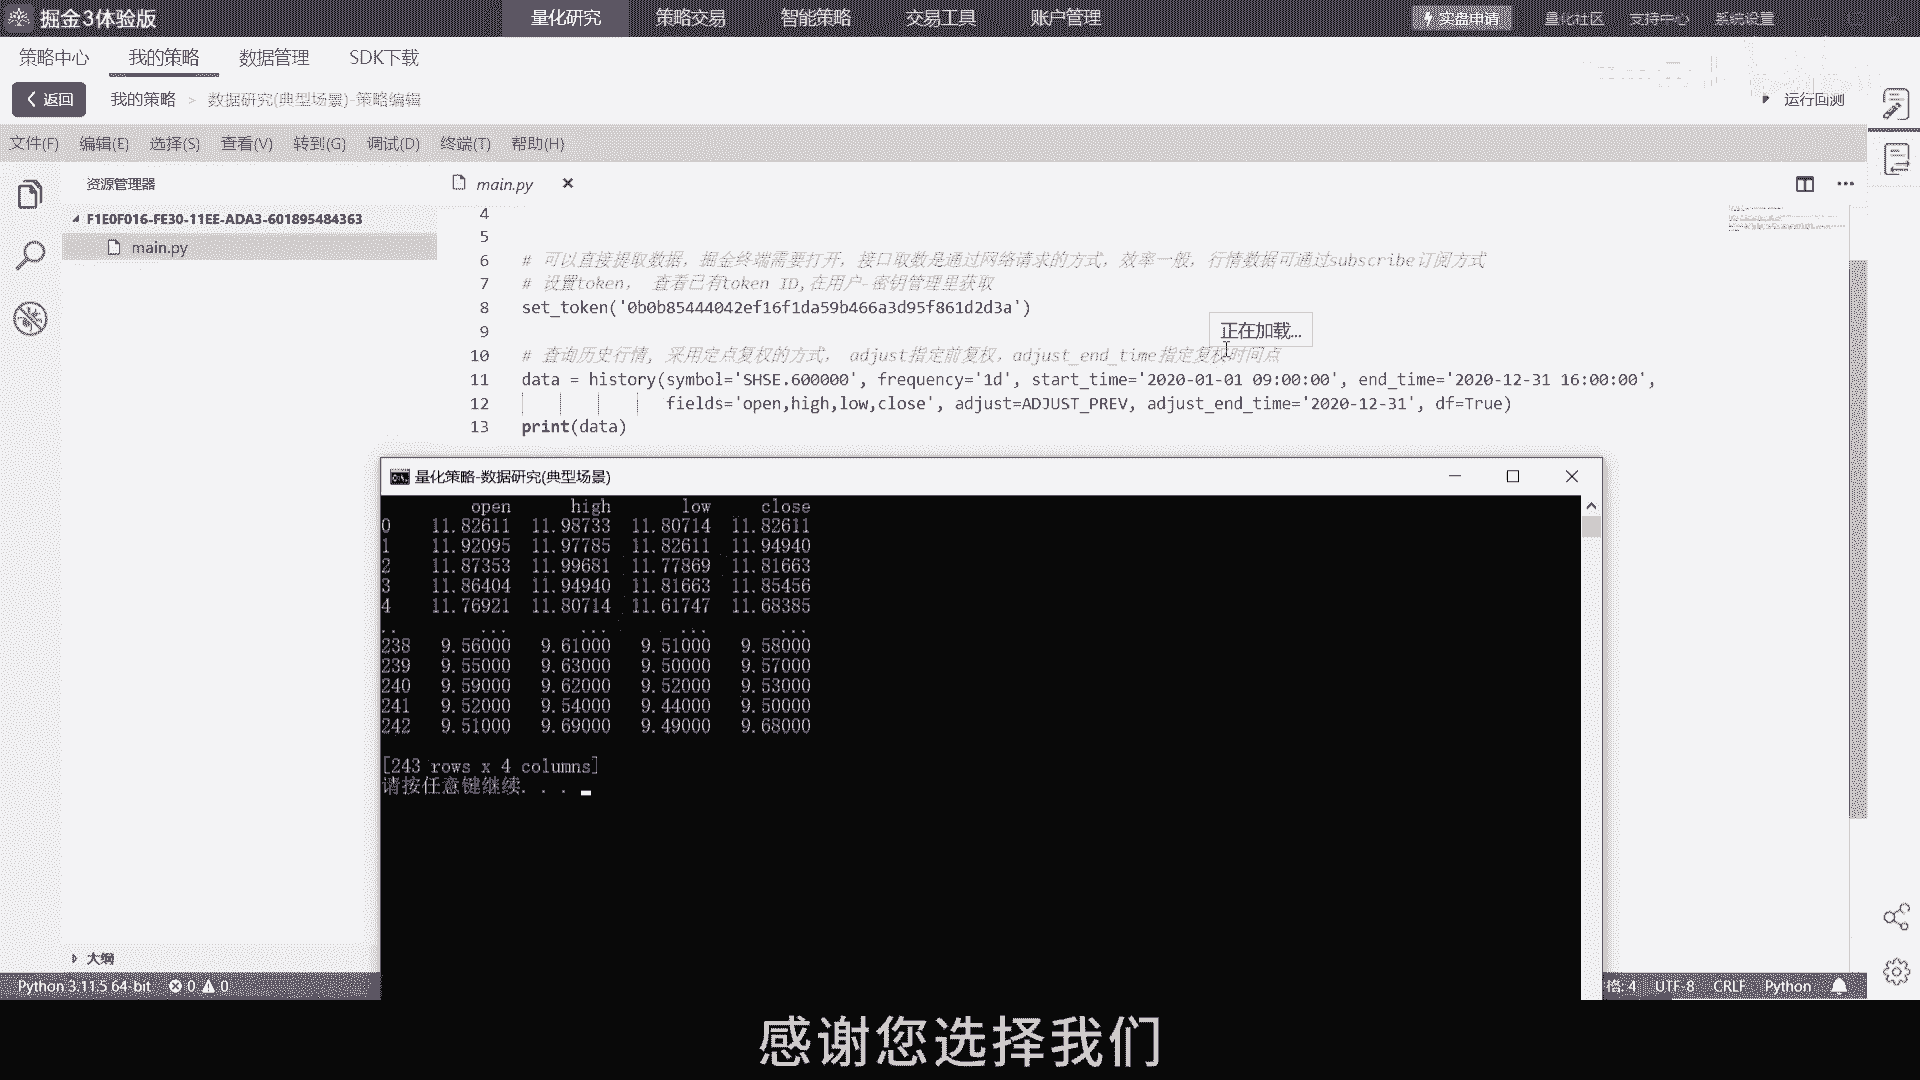 掘金3体验版
量化研究 策略交易 智能策略 交易工具 账户管理 实盘申请 量化社区 支持中心 系统设置
策略中心 我的策略 数据管理 SDK下载
返回 我的策略 > 数据研究(典型场景)-策略编辑 运行回测
文件(F) 编辑(E) 选择(S) 查看(V) 转到(G) 调试(D) 终端(T) 帮助(H)
资源管理器 main.py
F1E0F016-FE30-11EE-ADA3-601895484363
main.py
4
5
6 # 可以直接提取数据，掘金终端需要打开，接口取数是通过网络请求的方式，效率一般，行情数据可通过subscribe订阅方式
7 # 设置token， 查看已有token ID,在用户-密钥管理里获取
8 set_token('0b0b85444042ef16f1da59b466a3d95f861d2d3a')
9
正在加载...
10 # 查询历史行情, 采用定点复权的方式， adjust指定前复权，adjust_end_time指定复权时间点
11 data = history(symbol='SHSE.600000', frequency='1d', start_time='2020-01-01 09:00:00', end_time='2020-12-31 16:00:00',
12 fields='open,high,low,close', adjust=ADJUST_PREV, adjust_end_time='2020-12-31', df=True)
13 print(data)
量化策略-数据研究(典型场景)
open high low close
0 11.82611 11.98733 11.80714 11.82611
1 11.92095 11.97785 11.82611 11.94940
2 11.87353 11.99681 11.77869 11.81663
3 11.86404 11.94940 11.81663 11.85456
4 11.76921 11.80714 11.61747 11.68385
.. ... ... ... ...
238 9.56000 9.61000 9.51000 9.58000
239 9.55000 9.63000 9.50000 9.57000
240 9.59000 9.62000 9.52000 9.53000
241 9.52000 9.54000 9.44000 9.50000
242 9.51000 9.69000 9.49000 9.68000
[243 rows x 4 columns]
请按任意键继续. . .
大纲
Python 3.11.5 64-bit 0 0 格: 4 UTF-8 CRLF Python
感谢您选择我们